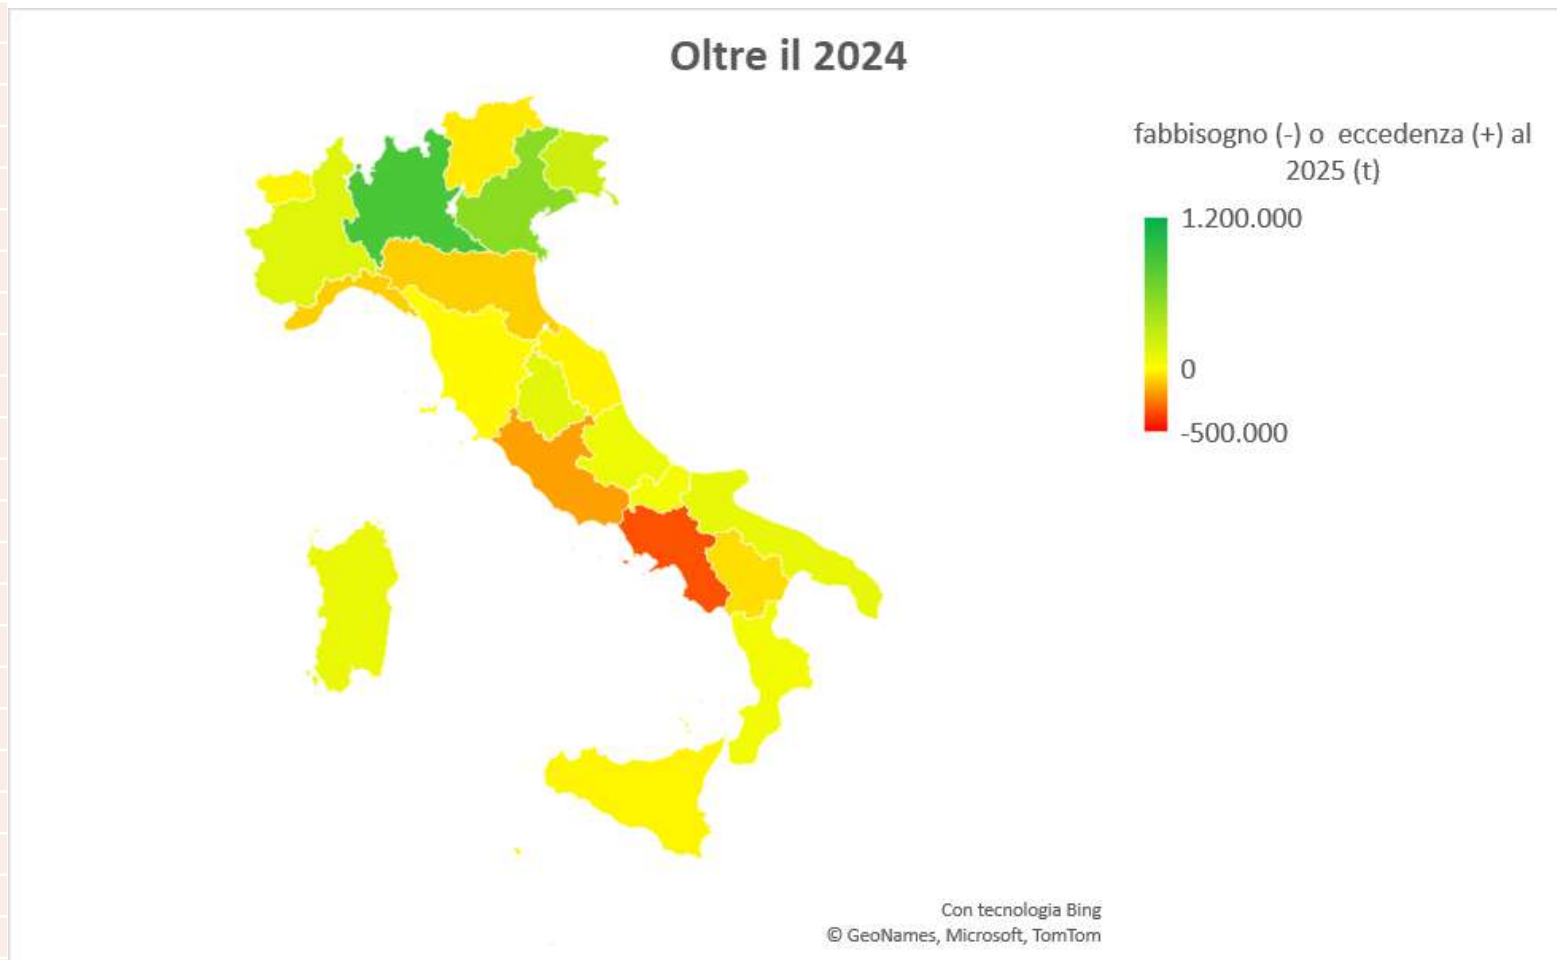 Oltre il 2024
fabbisogno (-) o  eccedenza (+) al
2025 (t)
1.200.000
0
-500.000
Con tecnologia Bing
© GeoNames, Microsoft, TomTom